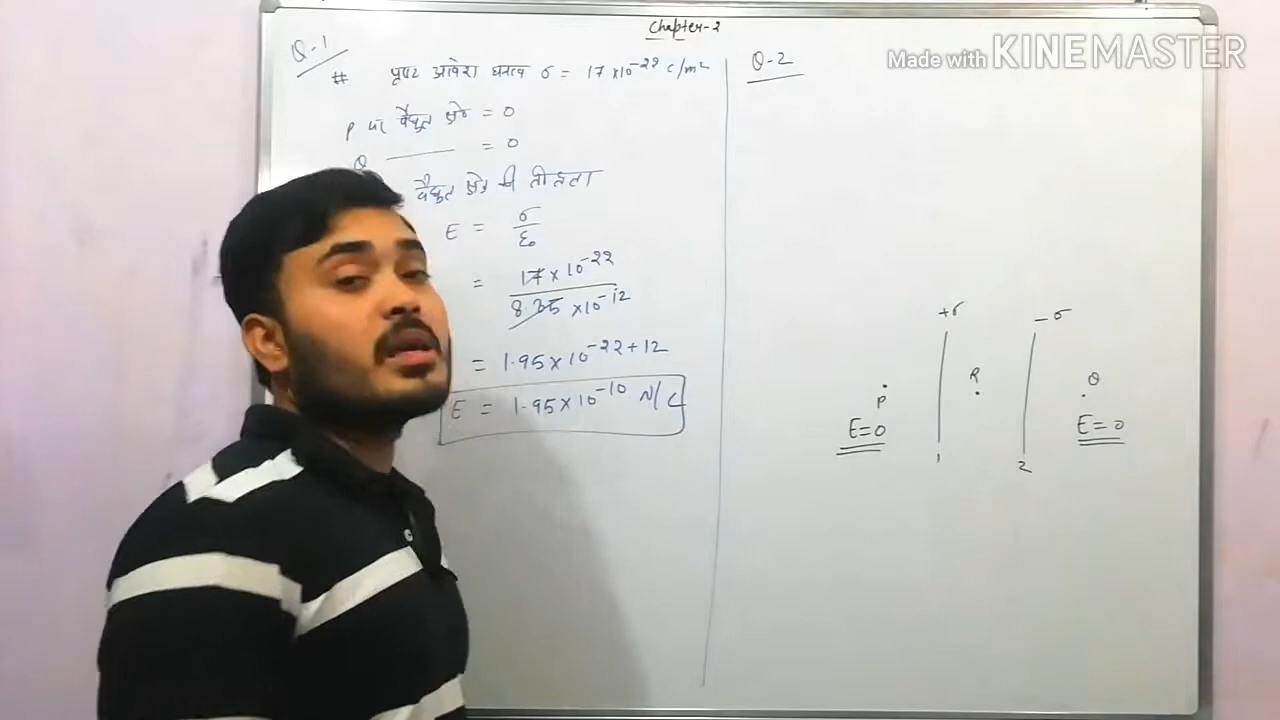 Chapter-2
Q-1
# पृष्ठ आवेश घनत्व σ = 17 × 10⁻²² C/m²
P पर वैद्युत क्षेत्र = 0
Q ——— = 0
वैद्युत क्षेत्र की तीव्रता
E = σ/ε₀
= 17 × 10⁻²² / 8.85 × 10⁻¹²
= 1.95 × 10⁻²²⁺¹²
E = 1.95 × 10⁻¹⁰ N/C
Made with KINEMASTER
Q-2
+σ -σ
P R Q
E=0 E=0
1 2